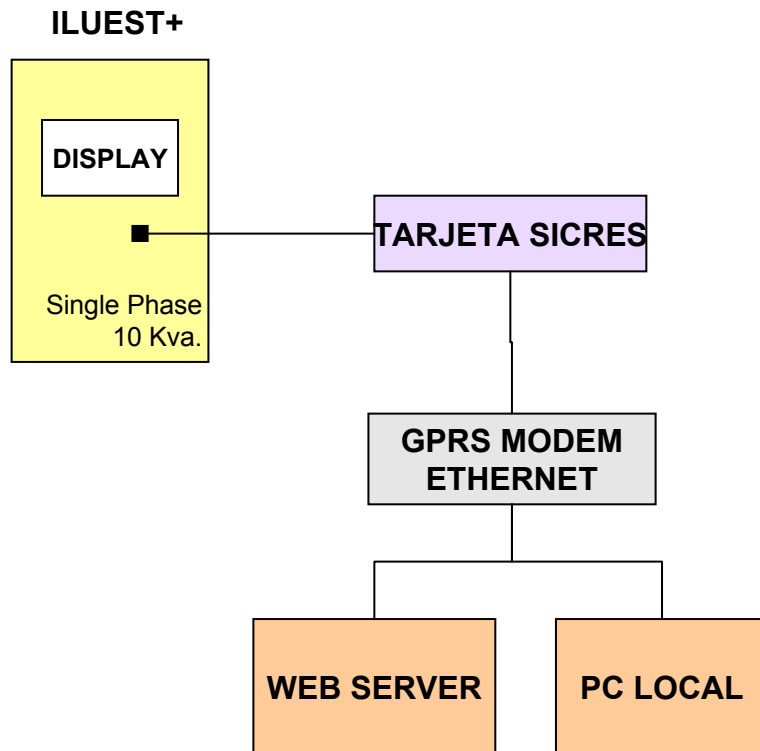 ILUEST+
DISPLAY
TARJETA SICRES
Single Phase
10 Kva.
GPRS MODEM
ETHERNET
WEB SERVER
PC LOCAL